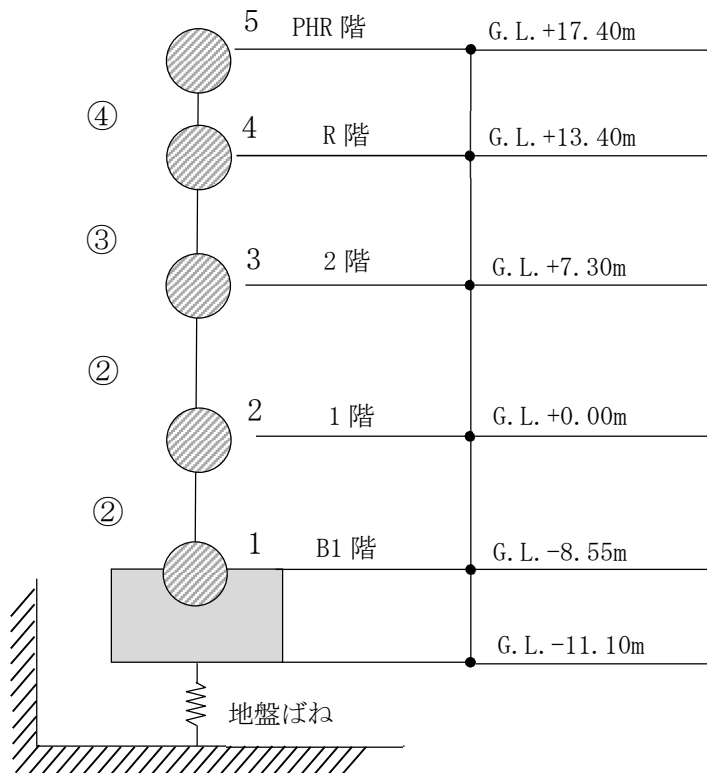 5 PHR 階 G.L.+17.40m
④
4 R 階 G.L.+13.40m
③
3 2 階 G.L.+7.30m
②
2 1 階 G.L.+0.00m
②
1 B1 階 G.L.-8.55m
G.L.-11.10m
地盤ばね